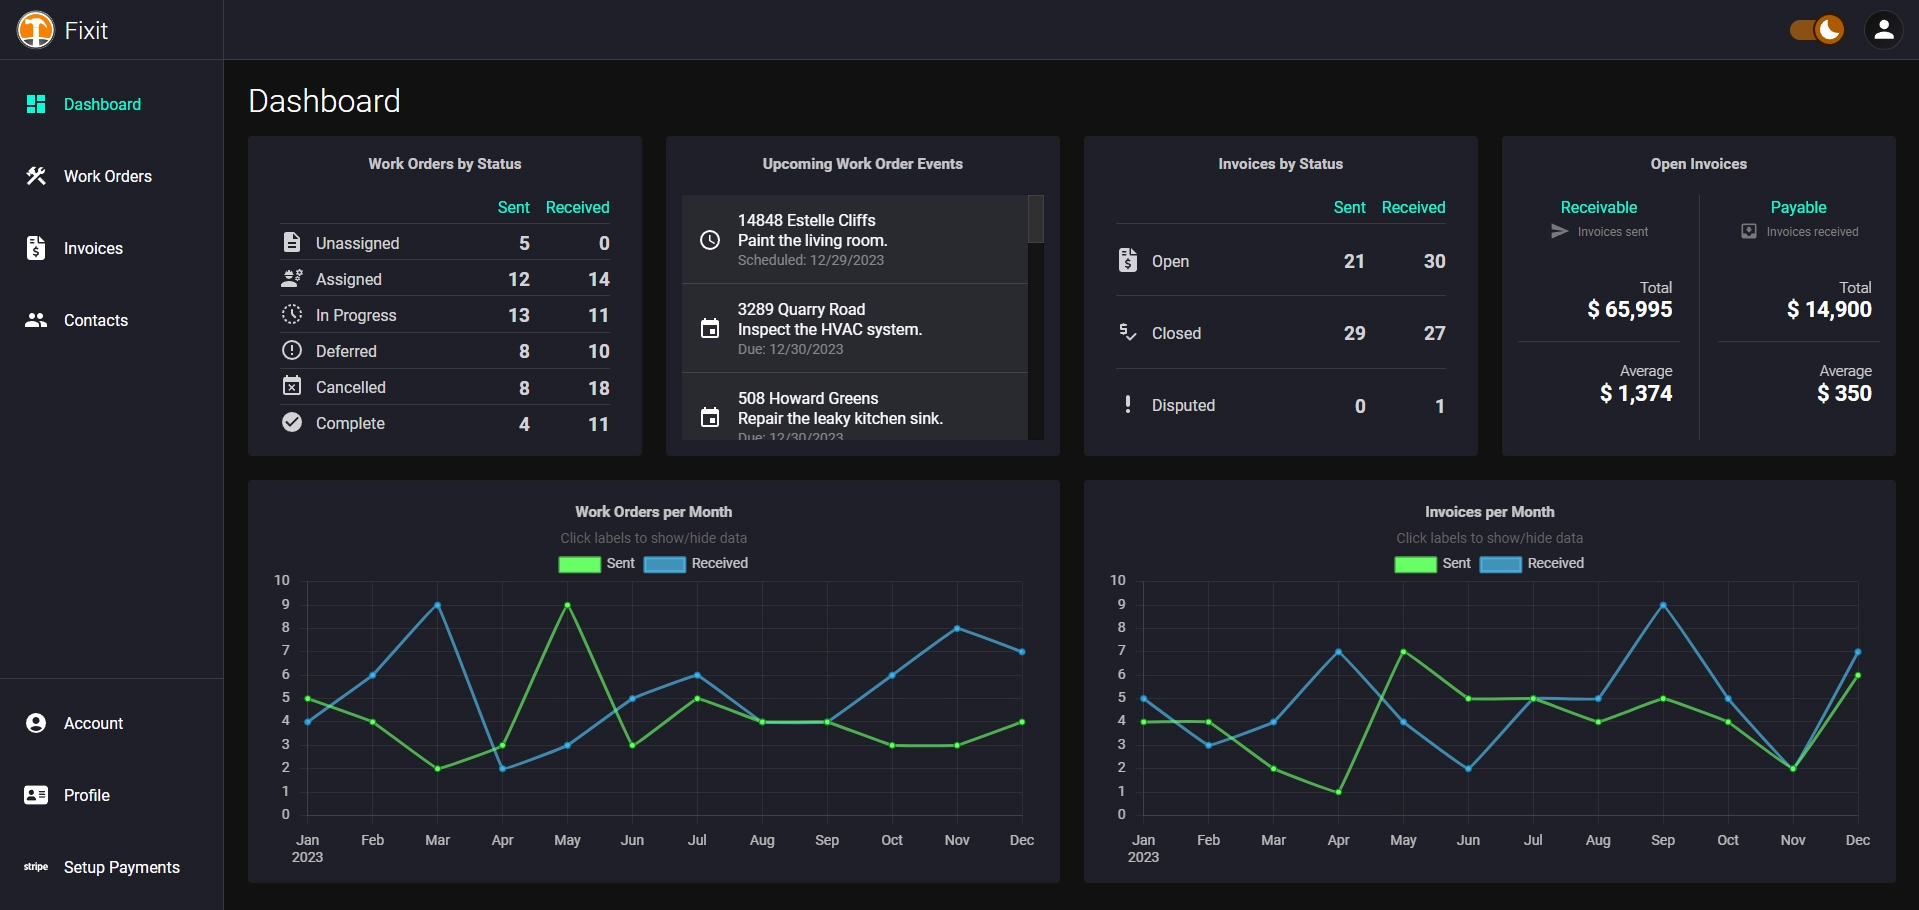 Fixit
Dashboard
Work Orders
Invoices
Contacts
Account
Profile
stripe Setup Payments
Dashboard
Work Orders by Status
Sent Received
Unassigned 5 0
Assigned 12 14
In Progress 13 11
Deferred 8 10
Cancelled 8 18
Complete 4 11
Upcoming Work Order Events
14848 Estelle Cliffs
Paint the living room.
Scheduled: 12/29/2023
3289 Quarry Road
Inspect the HVAC system.
Due: 12/30/2023
508 Howard Greens
Repair the leaky kitchen sink.
Due: 12/30/2023
Invoices by Status
Sent Received
Open 21 30
Closed 29 27
Disputed 0 1
Open Invoices
Receivable
Invoices sent
Total
$ 65,995
Average
$ 1,374
Payable
Invoices received
Total
$ 14,900
Average
$ 350
Work Orders per Month
Click labels to show/hide data
Sent Received
10
9
8
7
6
5
4
3
2
1
0
Jan Feb Mar Apr May Jun Jul Aug Sep Oct Nov Dec
2023
Invoices per Month
Click labels to show/hide data
Sent Received
10
9
8
7
6
5
4
3
2
1
0
Jan Feb Mar Apr May Jun Jul Aug Sep Oct Nov Dec
2023